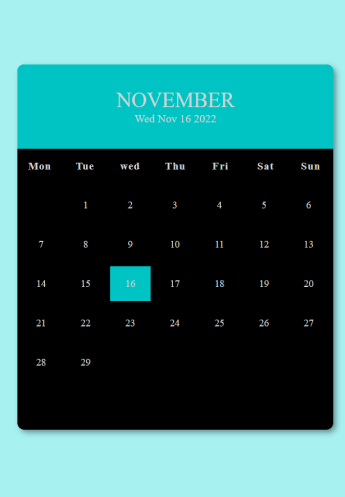 NOVEMBER
Wed Nov 16 2022
Mon Tue wed Thu Fri Sat Sun
1 2 3 4 5 6
7 8 9 10 11 12 13
14 15 16 17 18 19 20
21 22 23 24 25 26 27
28 29